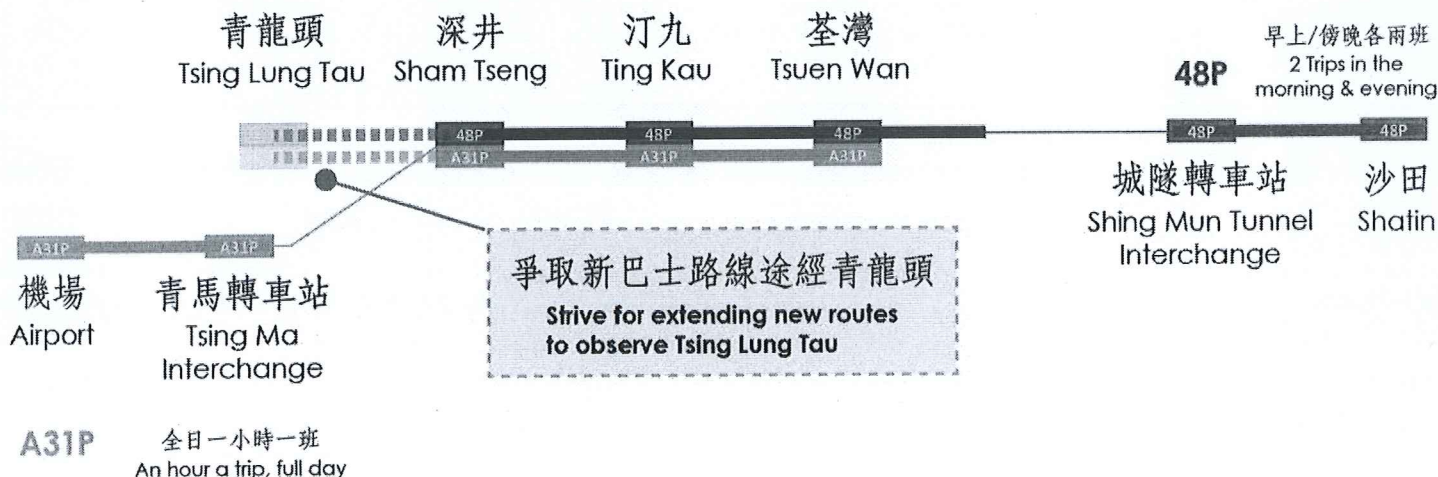 青龍頭
Tsing Lung Tau
深井
Sham Tseng
汀九
Ting Kau
荃灣
Tsuen Wan
48P
早上/傍晚各兩班
2 Trips in the
morning & evening
48P
48P
48P
48P
48P
A31P
A31P
A31P
城隧轉車站
Shing Mun Tunnel
Interchange
沙田
Shatin
A31P
A31P
機場
Airport
青馬轉車站
Tsing Ma
Interchange
爭取新巴士路線途經青龍頭
Strive for extending new routes
to observe Tsing Lung Tau
A31P
全日一小時一班
An hour a trip, full day